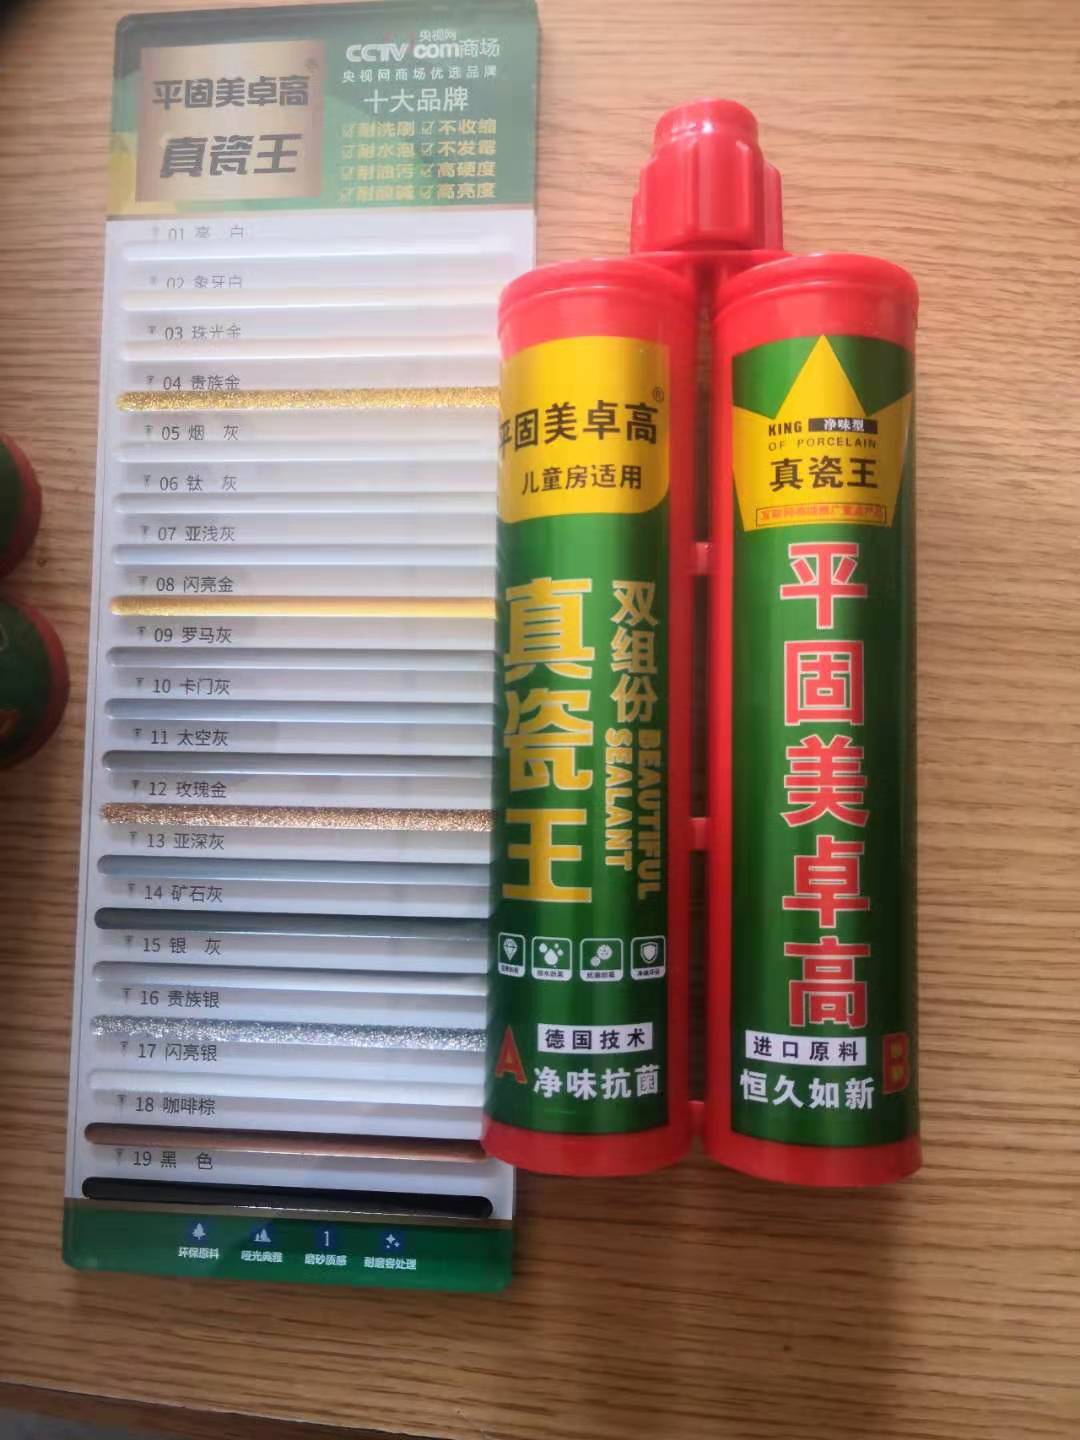 平固美卓高®
真瓷王
央视网
CCTV com商场
央视网商场优选品牌
十大品牌
耐洗刷 不收缩
耐水泡 不发霉
耐油污 高硬度
耐酸碱 高亮度
01 亮 白
02 象牙白
03 珠光金
04 贵族金
05 烟 灰
06 钛 灰
07 亚浅灰
08 闪亮金
09 罗马灰
10 卡门灰
11 太空灰
12 玫瑰金
13 亚深灰
14 矿石灰
15 银 灰
16 贵族银
17 闪亮银
18 咖啡棕
19 黑 色
环保原料 哑光典雅 磨砂质感 耐磨容处理
平固美卓高®
儿童房适用
真瓷王
双组份
BEAUTIFUL
SEALANT
A
德国技术
净味抗菌
KING 净味型
OF PORCELAIN
真瓷王
平固美卓高
进口原料
B
恒久如新